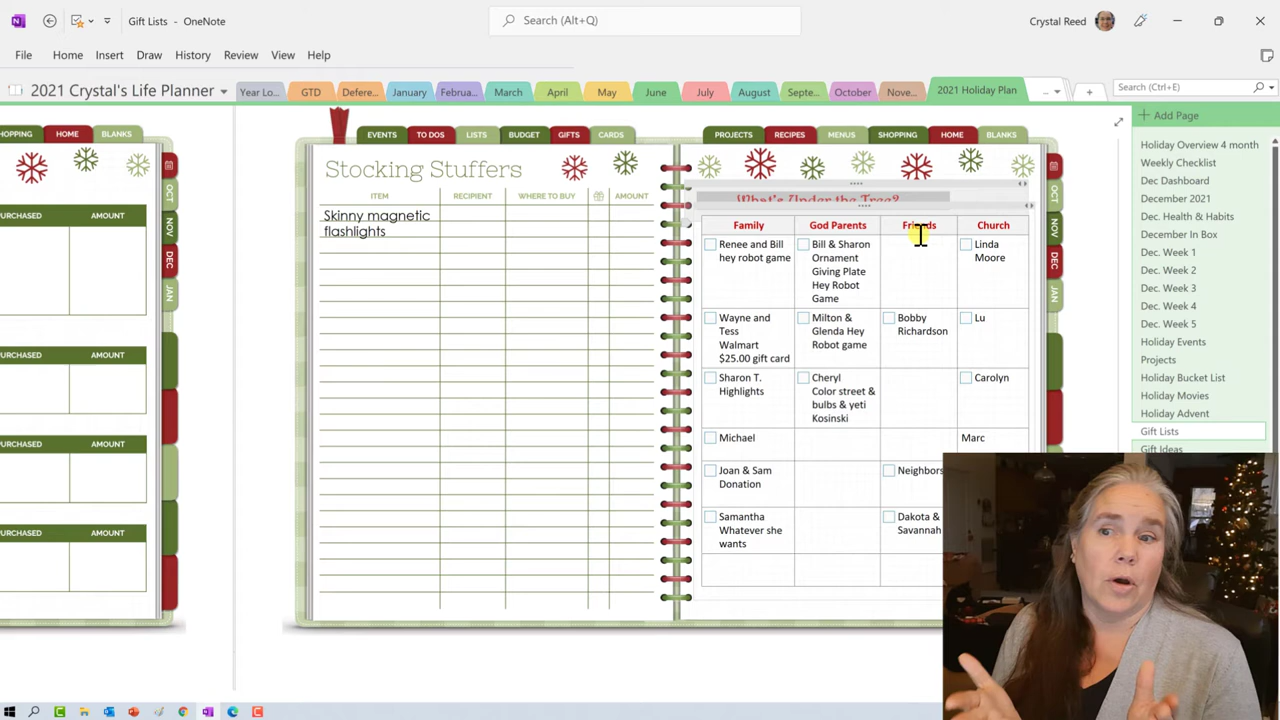 Gift Lists - OneNote
Search (Alt+Q)
Crystal Reed
File Home Insert Draw History Review View Help
2021 Crystal's Life Planner
Year Lo... GTD Defere... January Februa... March April May June July August Septe... October Nove... 2021 Holiday Plan ...
Search (Ctrl+E)
HOPPING HOME BLANKS
OCT
NOV
DEC
JAN
PURCHASED AMOUNT
URCHASED AMOUNT
URCHASED AMOUNT
URCHASED AMOUNT
EVENTS TO DOS LISTS BUDGET GIFTS CARDS
Stocking Stuffers
ITEM RECIPIENT WHERE TO BUY AMOUNT
Skinny magnetic
flashlights
PROJECTS RECIPES MENUS SHOPPING HOME BLANKS
What's Under the Tree?
Family God Parents Friends Church
Renee and Bill
hey robot game
Bill & Sharon
Ornament
Giving Plate
Hey Robot
Game
Linda
Moore
Wayne and
Tess
Walmart
$25.00 gift card
Milton &
Glenda Hey
Robot game
Bobby
Richardson
Lu
Sharon T.
Highlights
Cheryl
Color street &
bulbs & yeti
Kosinski
Carolyn
Michael
Marc
Joan & Sam
Donation
Neighbors
Samantha
Whatever she
wants
Dakota &
Savannah
OCT
NOV
DEC
JAN
Add Page
Holiday Overview 4 month
Weekly Checklist
Dec Dashboard
December 2021
Dec. Health & Habits
December In Box
Dec. Week 1
Dec. Week 2
Dec. Week 3
Dec. Week 4
Dec. Week 5
Holiday Events
Projects
Holiday Bucket List
Holiday Movies
Holiday Advent
Gift Lists
Gift Ideas